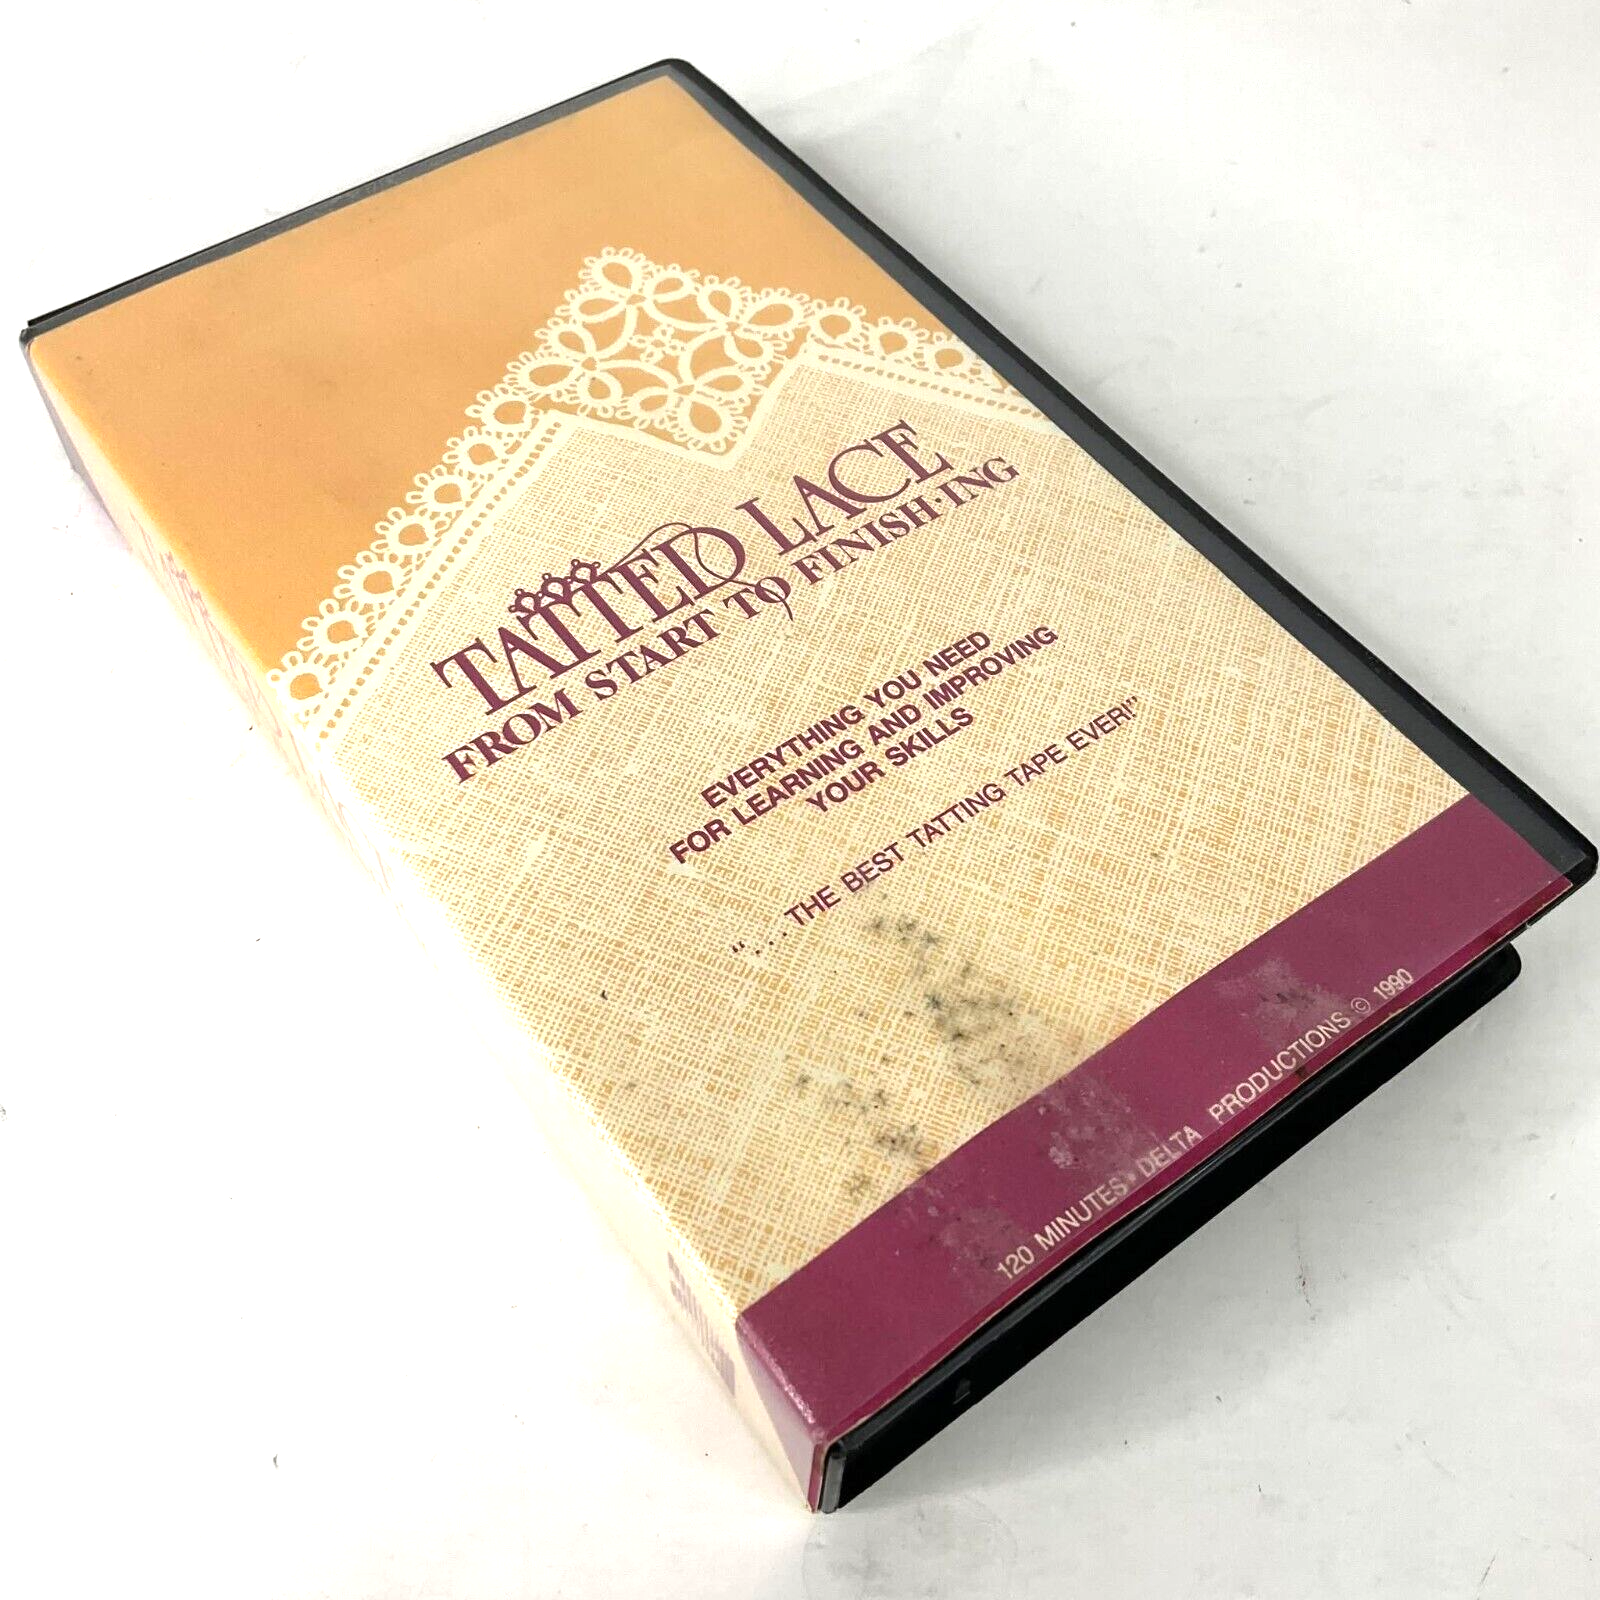 TATTED LACE
FROM START TO FINISH·ING
EVERYTHING YOU NEED
FOR LEARNING AND IMPROVING
YOUR SKILLS
“. . . THE BEST TATTING TAPE EVER!”
120 MINUTES · DELTA PRODUCTIONS © 1990